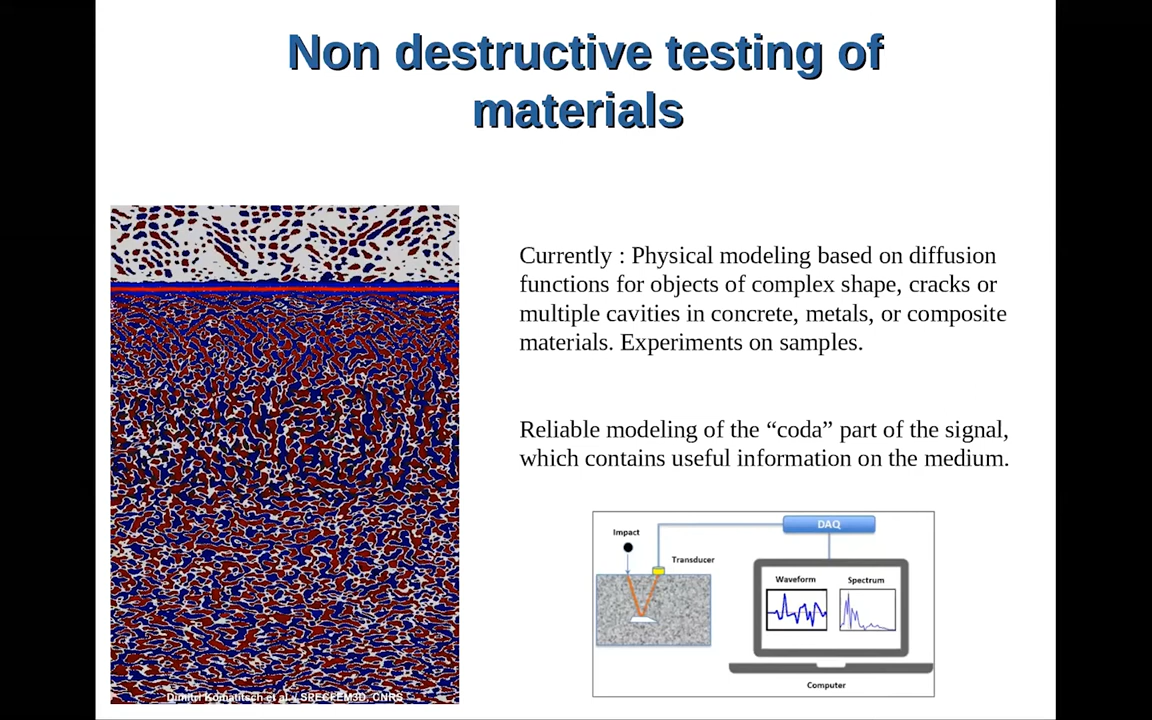 Non destructive testing of
materials
Currently : Physical modeling based on diffusion
functions for objects of complex shape, cracks or
multiple cavities in concrete, metals, or composite
materials. Experiments on samples.
Reliable modeling of the “coda” part of the signal,
which contains useful information on the medium.
Impact
DAQ
Transducer
Waveform
Spectrum
Computer
Dimitri Komatitsch et al / SPECFEM3D, CNRS